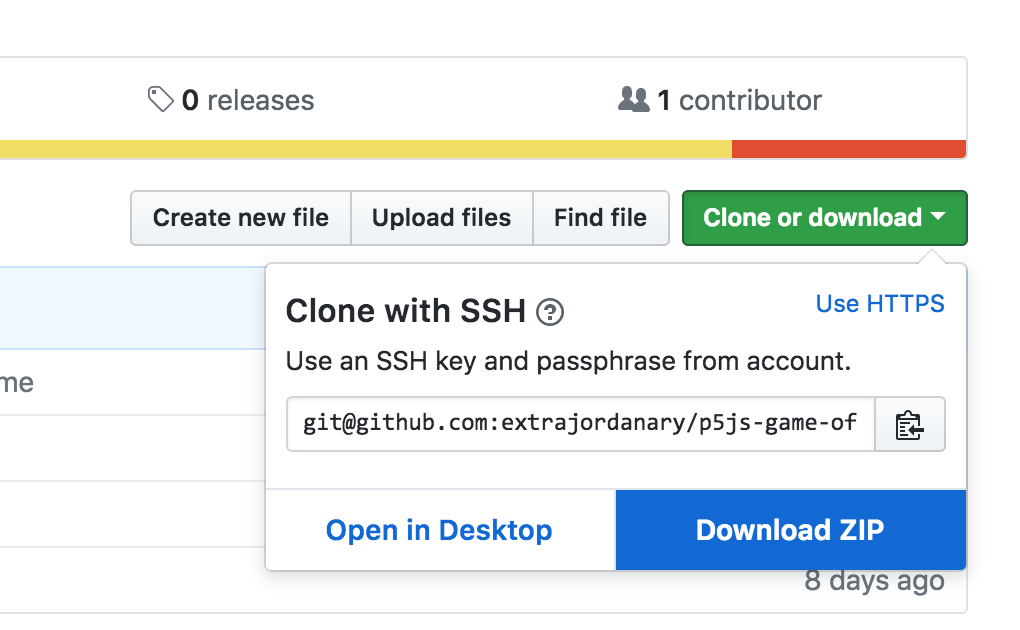 0 releases
1 contributor
Create new file
Upload files
Find file
Clone or download
Clone with SSH
Use HTTPS
Use an SSH key and passphrase from account.
me
git@github.com:extrajordanary/p5js-game-of
Open in Desktop
Download ZIP
8 days ago